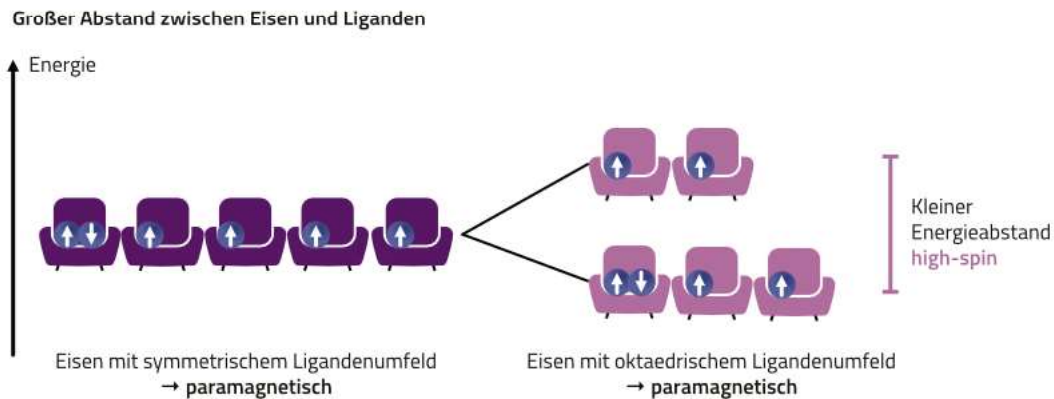 Großer Abstand zwischen Eisen und Liganden
Energie
Kleiner
Energieabstand
high-spin
Eisen mit symmetrischem Ligandenumfeld
→ paramagnetisch
Eisen mit oktaedrischem Ligandenumfeld
→ paramagnetisch